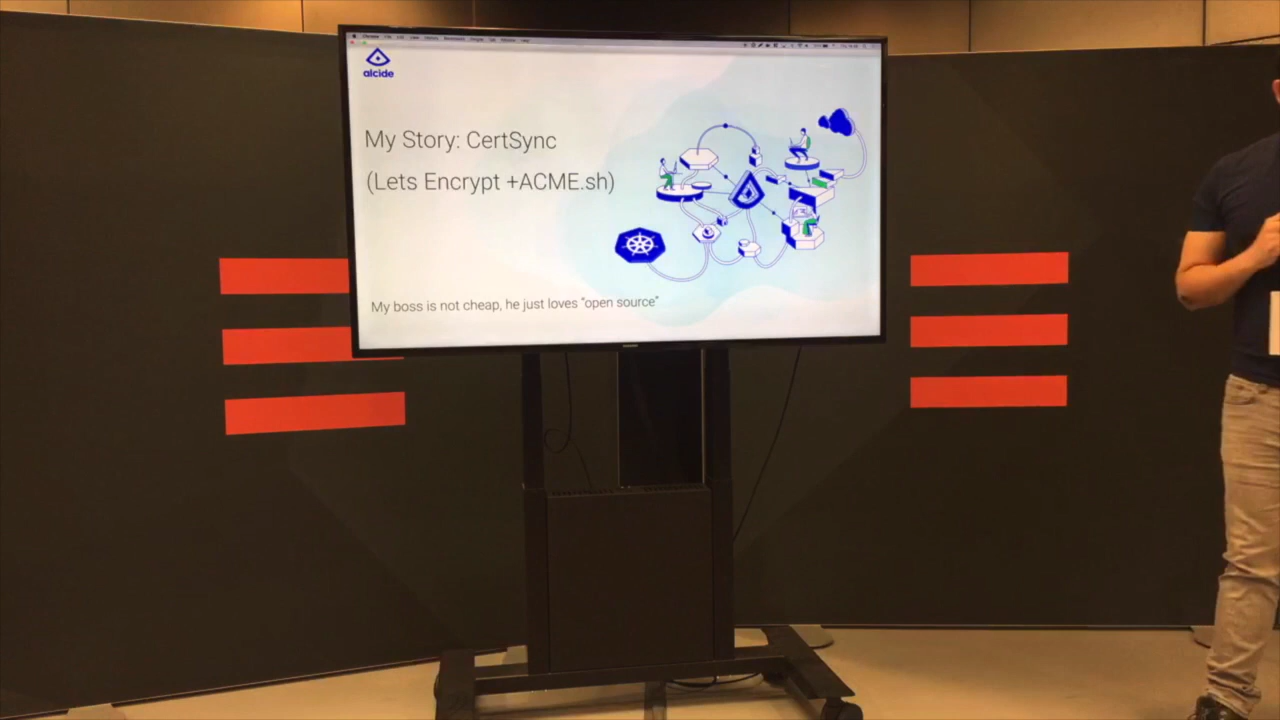 alcide
My Story: CertSync
(Lets Encrypt +ACME.sh)
My boss is not cheap, he just loves "open source"